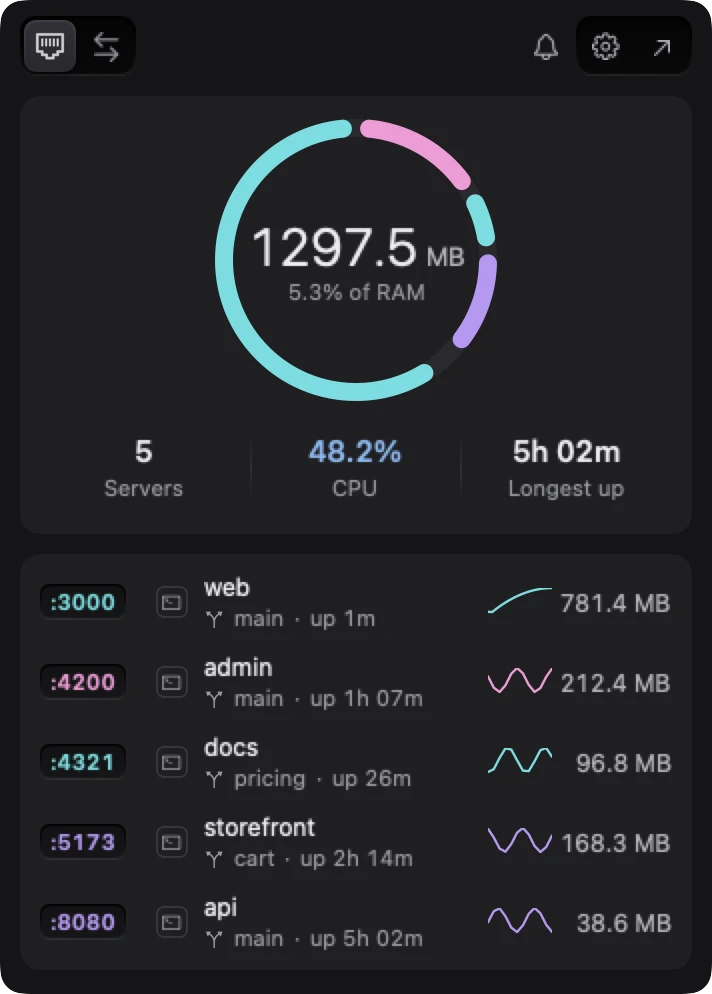 1297.5 MB
5.3% of RAM
5 48.2% 5h 02m
Servers CPU Longest up
:3000 web 781.4 MB
main · up 1m
:4200 admin 212.4 MB
main · up 1h 07m
:4321 docs 96.8 MB
pricing · up 26m
:5173 storefront 168.3 MB
cart · up 2h 14m
:8080 api 38.6 MB
main · up 5h 02m